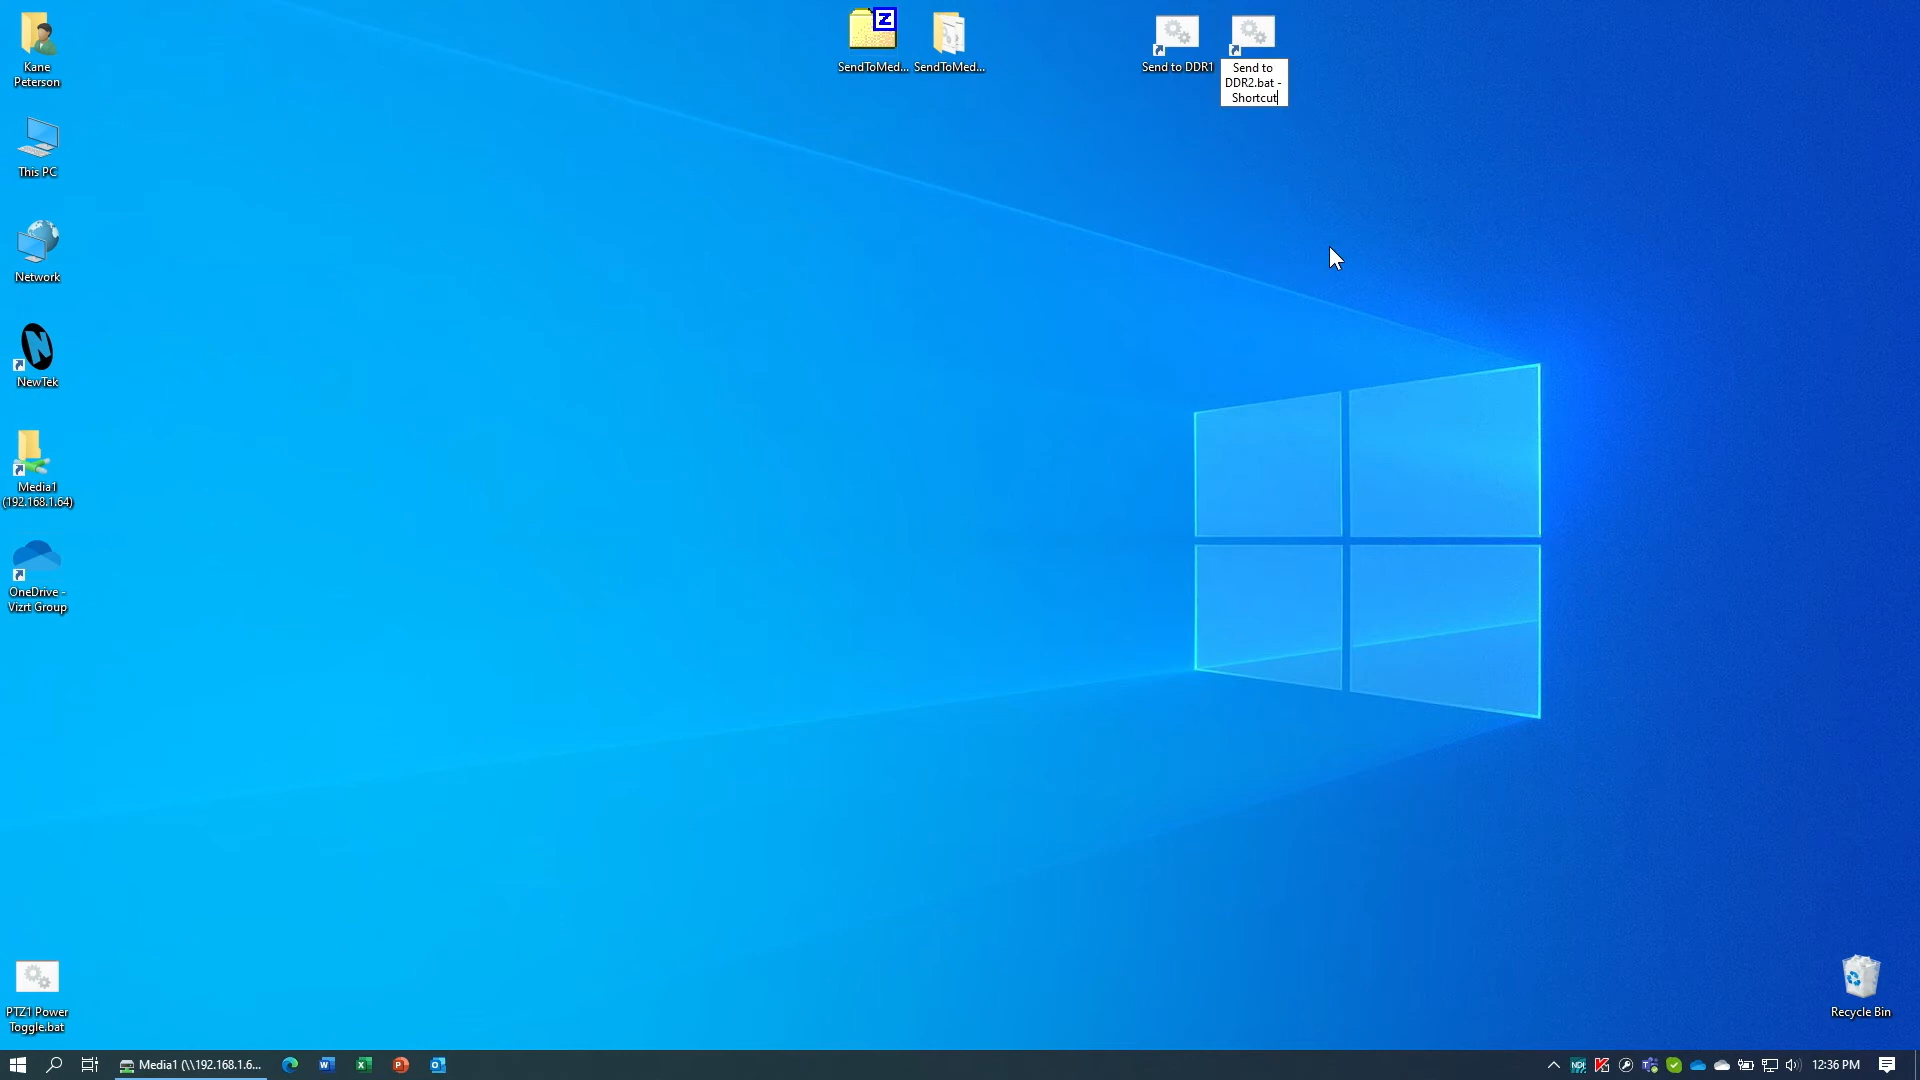 Kane
Peterson
This PC
Network
NewTek
Media1
(192.168.1.64)
OneDrive -
Vizrt Group
PTZ1 Power
Toggle.bat
Z
SendToMed...
SendToMed...
Send to DDR1
Send to
DDR2.bat -
Shortcut
Recycle Bin
Media1 (\\192.168.1.6...
NDI
12:36 PM